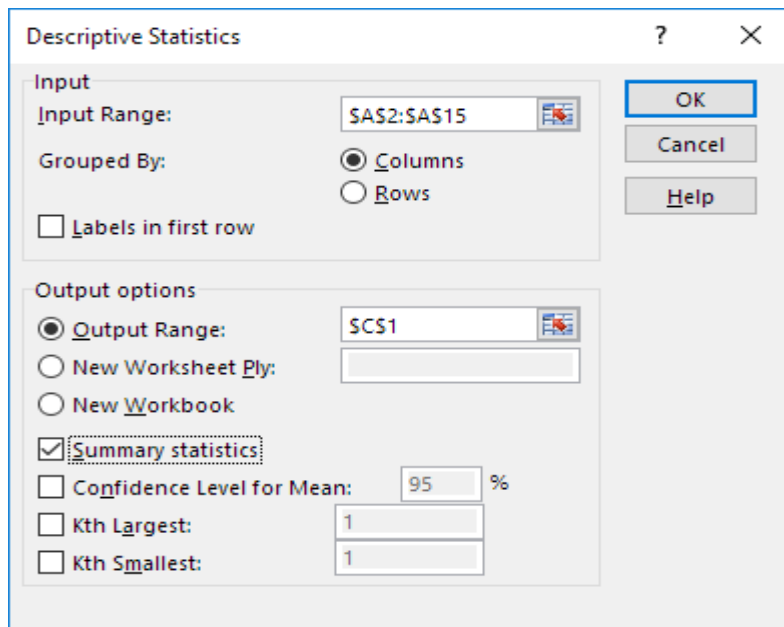 Descriptive Statistics ?
Input
Input Range: $A$2:$A$15
Grouped By: Columns
Rows
Labels in first row
OK
Cancel
Help
Output options
Output Range: $C$1
New Worksheet Ply:
New Workbook
Summary statistics
Confidence Level for Mean: 95 %
Kth Largest: 1
Kth Smallest: 1